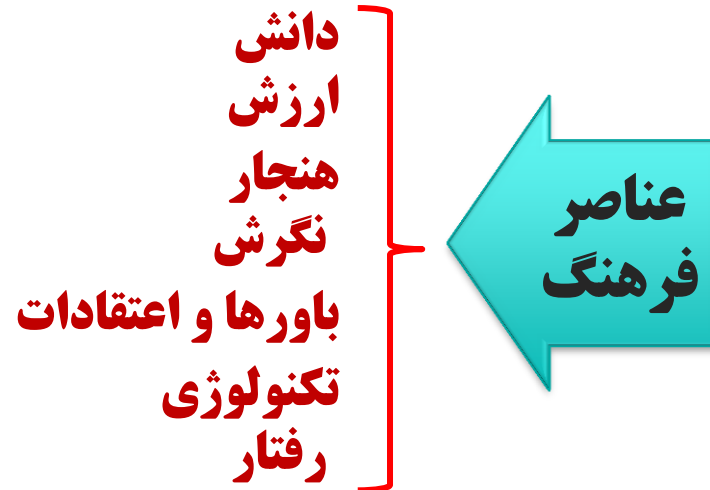 عناصر
فرهنگ
دانش
ارزش
هنجار
نگرش
باورها و اعتقادات
تکنولوژی
رفتار